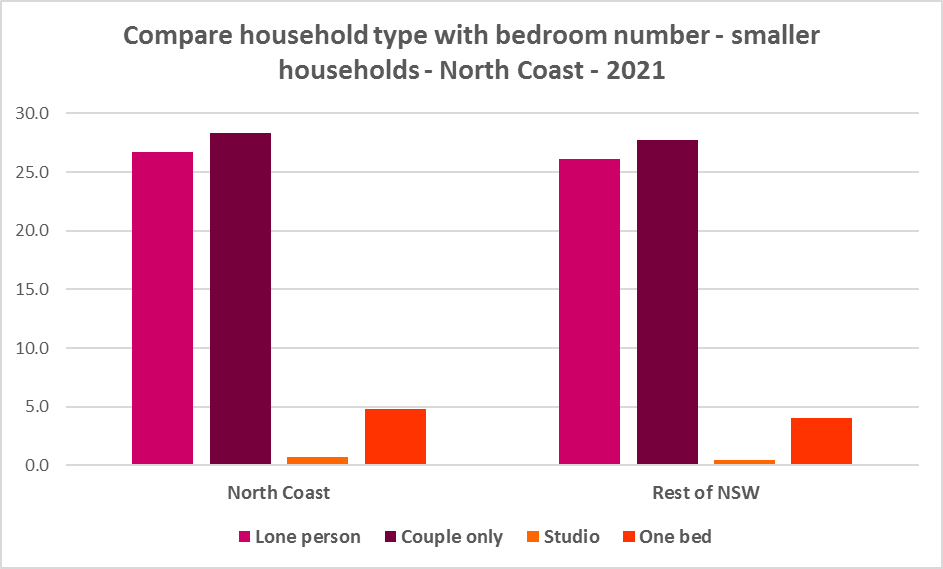 Compare household type with bedroom number - smaller
households - North Coast - 2021
30.0
25.0
20.0
15.0
10.0
5.0
0.0
North Coast Rest of NSW
Lone person Couple only Studio One bed